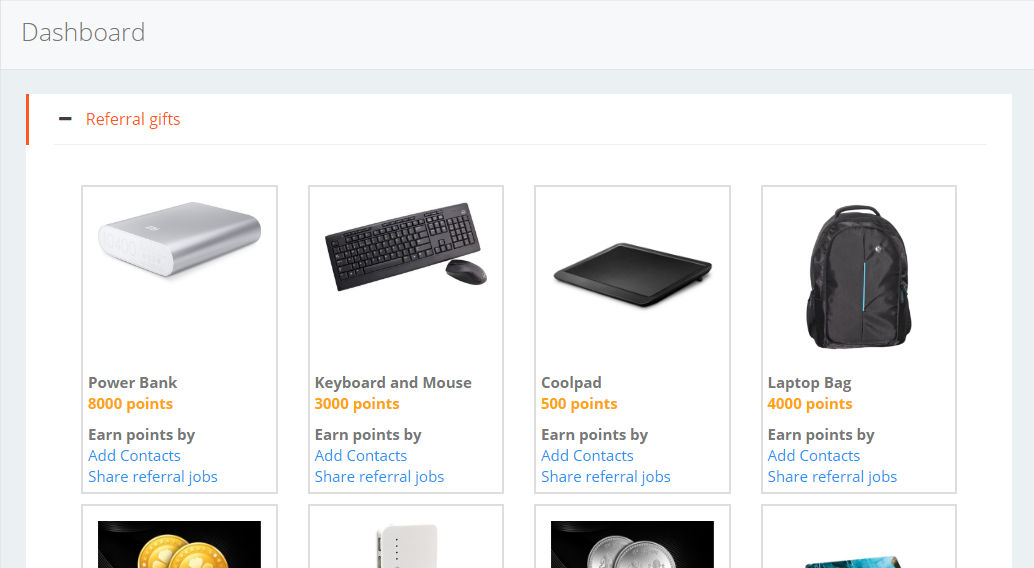 Dashboard
Referral gifts
10400
Power Bank
8000 points
Earn points by
Add Contacts
Share referral jobs
Keyboard and Mouse
3000 points
Earn points by
Add Contacts
Share referral jobs
Coolpad
500 points
Earn points by
Add Contacts
Share referral jobs
Laptop Bag
4000 points
Earn points by
Add Contacts
Share referral jobs